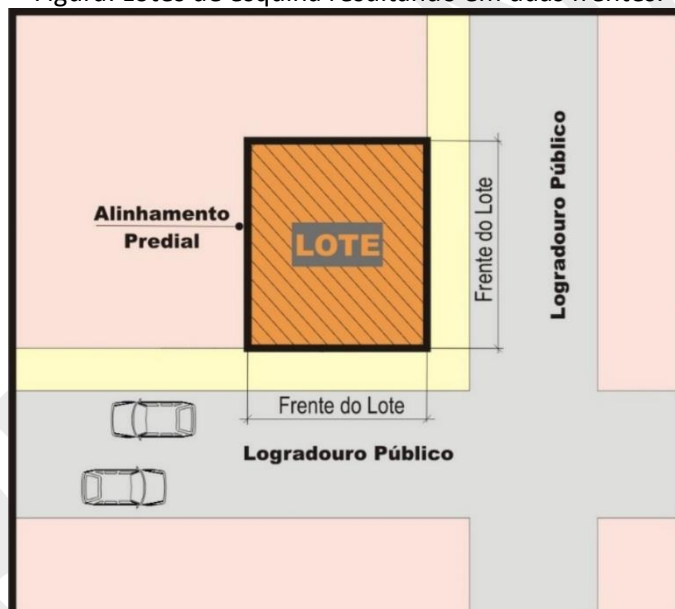 Figura: Lotes de esquina resultando em duas frentes.
Logradouro Público
Alinhamento
Predial
LOTE
Frente do Lote
Frente do Lote
Logradouro Público